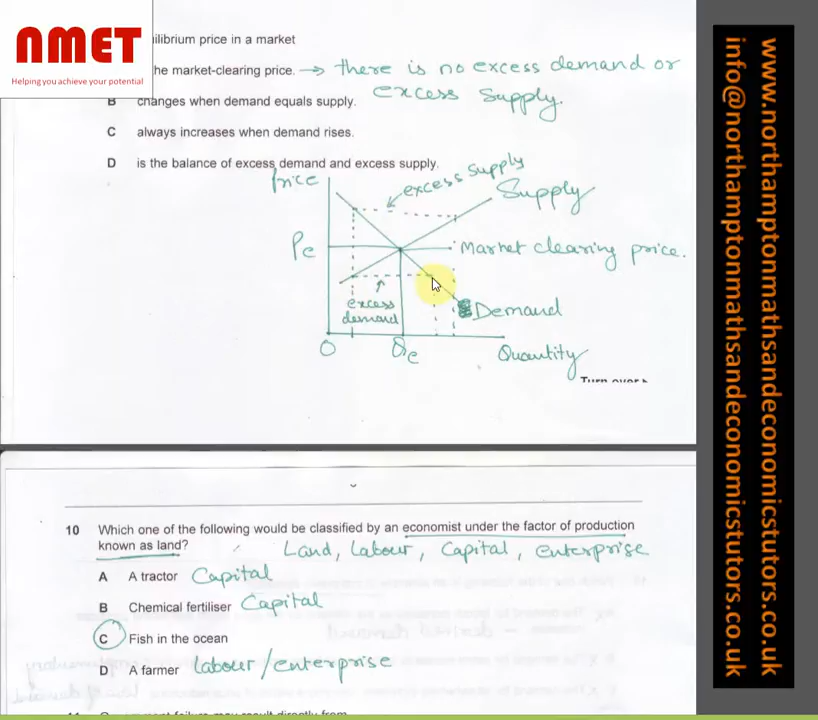 NMET
Helping you achieve your potential
ilibrium price in a market
he market-clearing price. → there is no excess demand or
excess supply.
B changes when demand equals supply.
C always increases when demand rises.
D is the balance of excess demand and excess supply.
Price
excess supply
Supply
Pe
Market clearing price.
excess
demand
Demand
O
Qe
Quantity
Turn over
10 Which one of the following would be classified by an economist under the factor of production
known as land? Land, Labour, Capital, enterprise
A A tractor Capital
B Chemical fertiliser Capital
C Fish in the ocean
D A farmer labour/enterprise
www.northamptonmathsandeconomicstutors.co.uk
info@northamptonmathsandeconomicstutors.co.uk